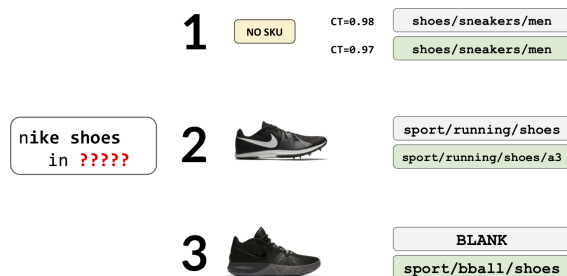 1
NO SKU
CT=0.98
shoes/sneakers/men
CT=0.97
shoes/sneakers/men
nike shoes
in ?????
2
sport/running/shoes
sport/running/shoes/a3
3
BLANK
sport/bball/shoes